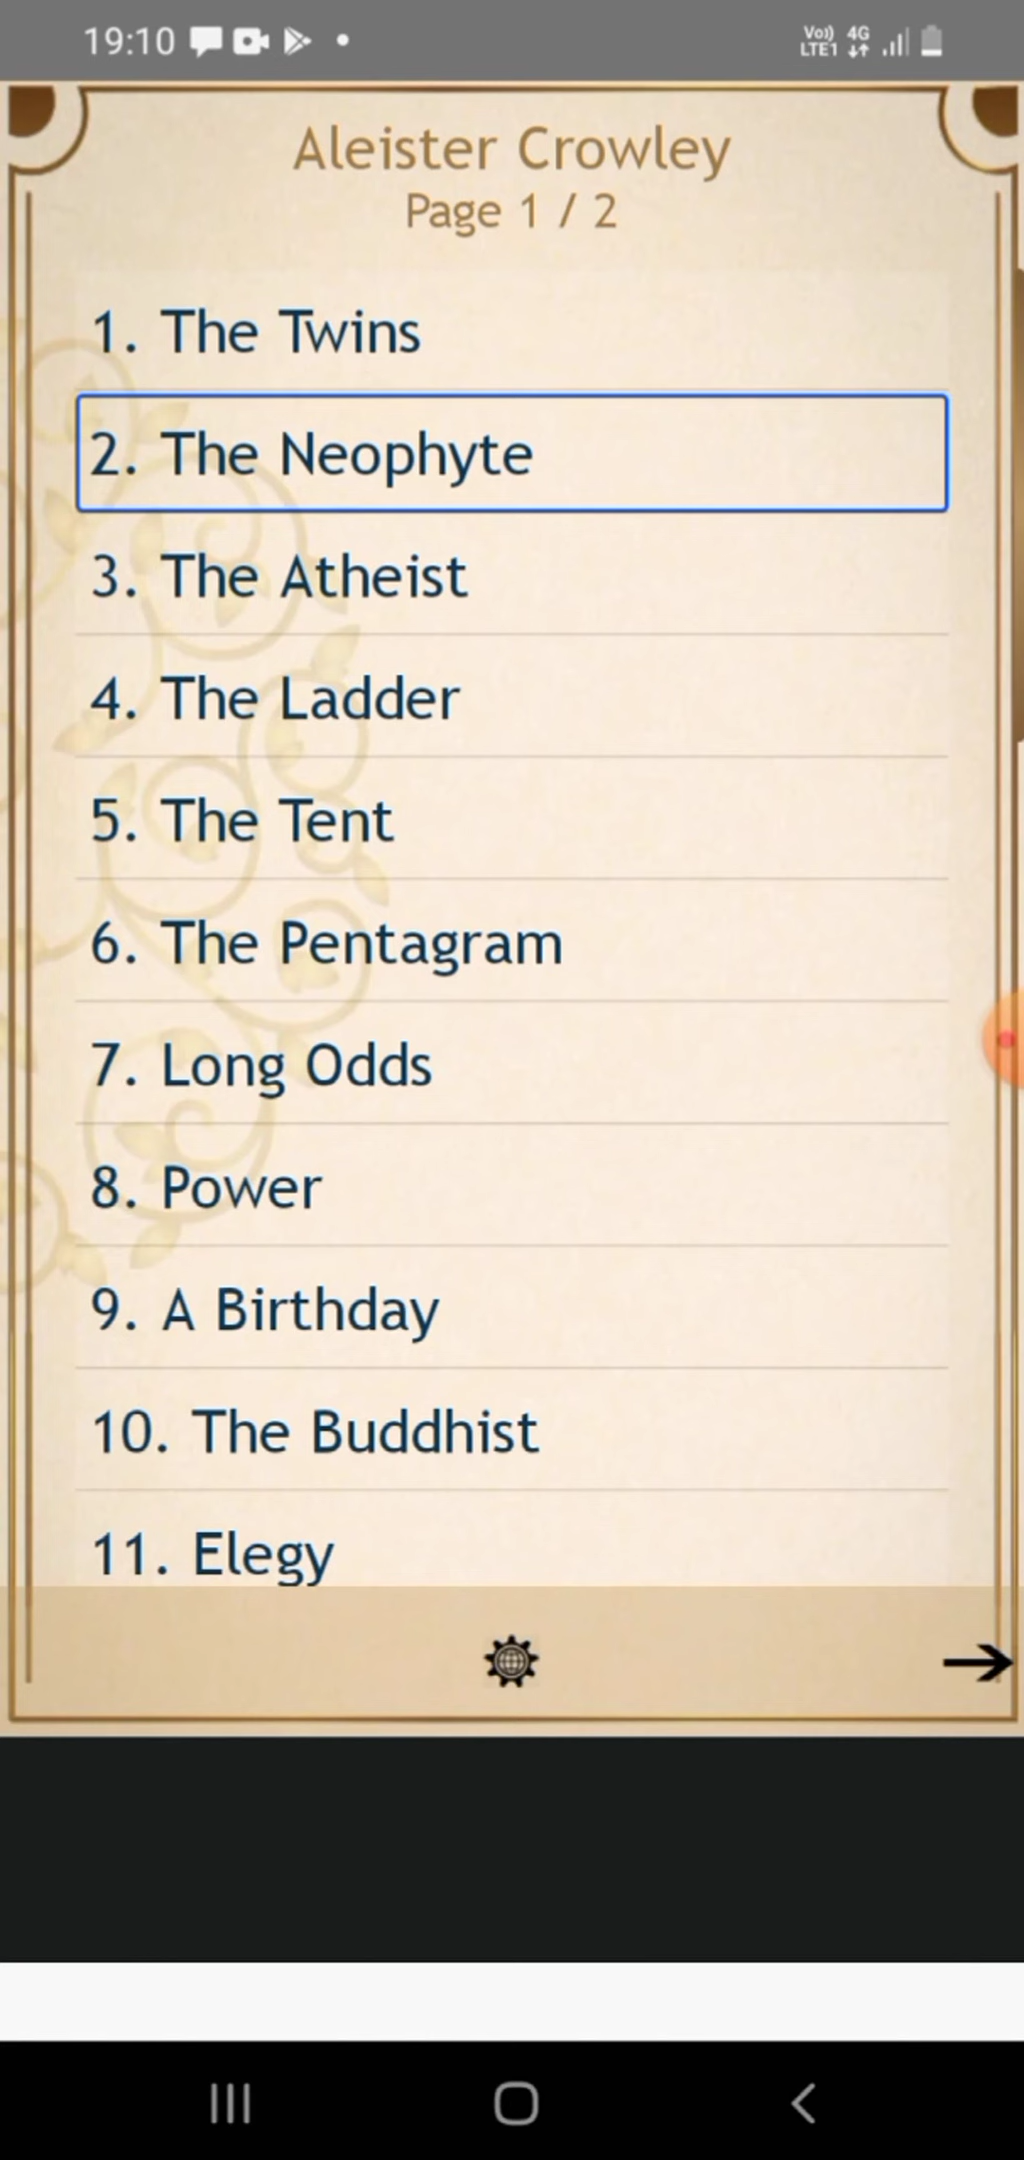 19:10
Vo) 4G
LTE1
Aleister Crowley
Page 1 / 2
1. The Twins
2. The Neophyte
3. The Atheist
4. The Ladder
5. The Tent
6. The Pentagram
7. Long Odds
8. Power
9. A Birthday
10. The Buddhist
11. Elegy